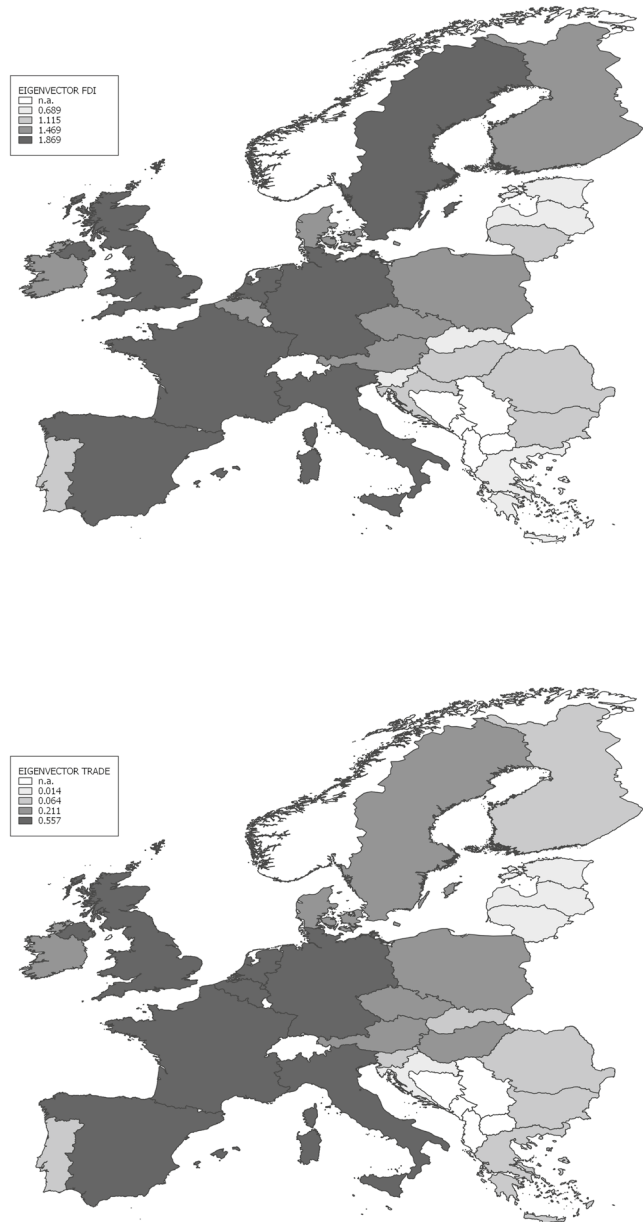 EIGENVECTOR FDI
n.a.
0.689
1.115
1.469
1.869
EIGENVECTOR TRADE
n.a.
0.014
0.064
0.211
0.557